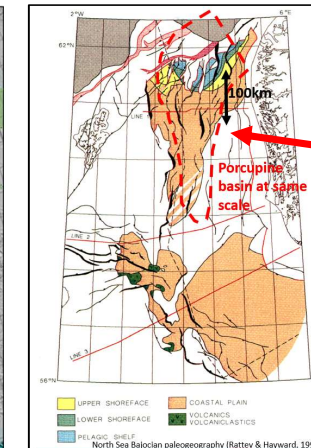 2°W
6°E
62°N
LINE 1
100km
Porcupine
basin at same
scale
LINE 2
LINE 3
56°N
UPPER SHOREFACE
COASTAL PLAIN
LOWER SHOREFACE
VOLCANICS
VOLCANICLASTICS
PELAGIC SHELF
North Sea Bajocian paleogeography (Rattey & Hayward, 199